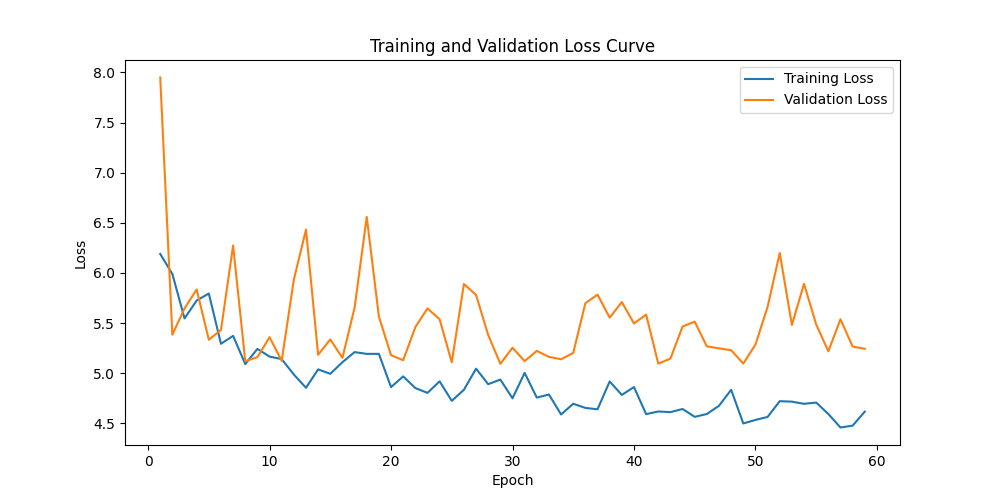 Training and Validation Loss Curve
Training Loss
Validation Loss
8.0
7.5
7.0
6.5
6.0
5.5
5.0
4.5
Loss
0 10 20 30 40 50 60
Epoch